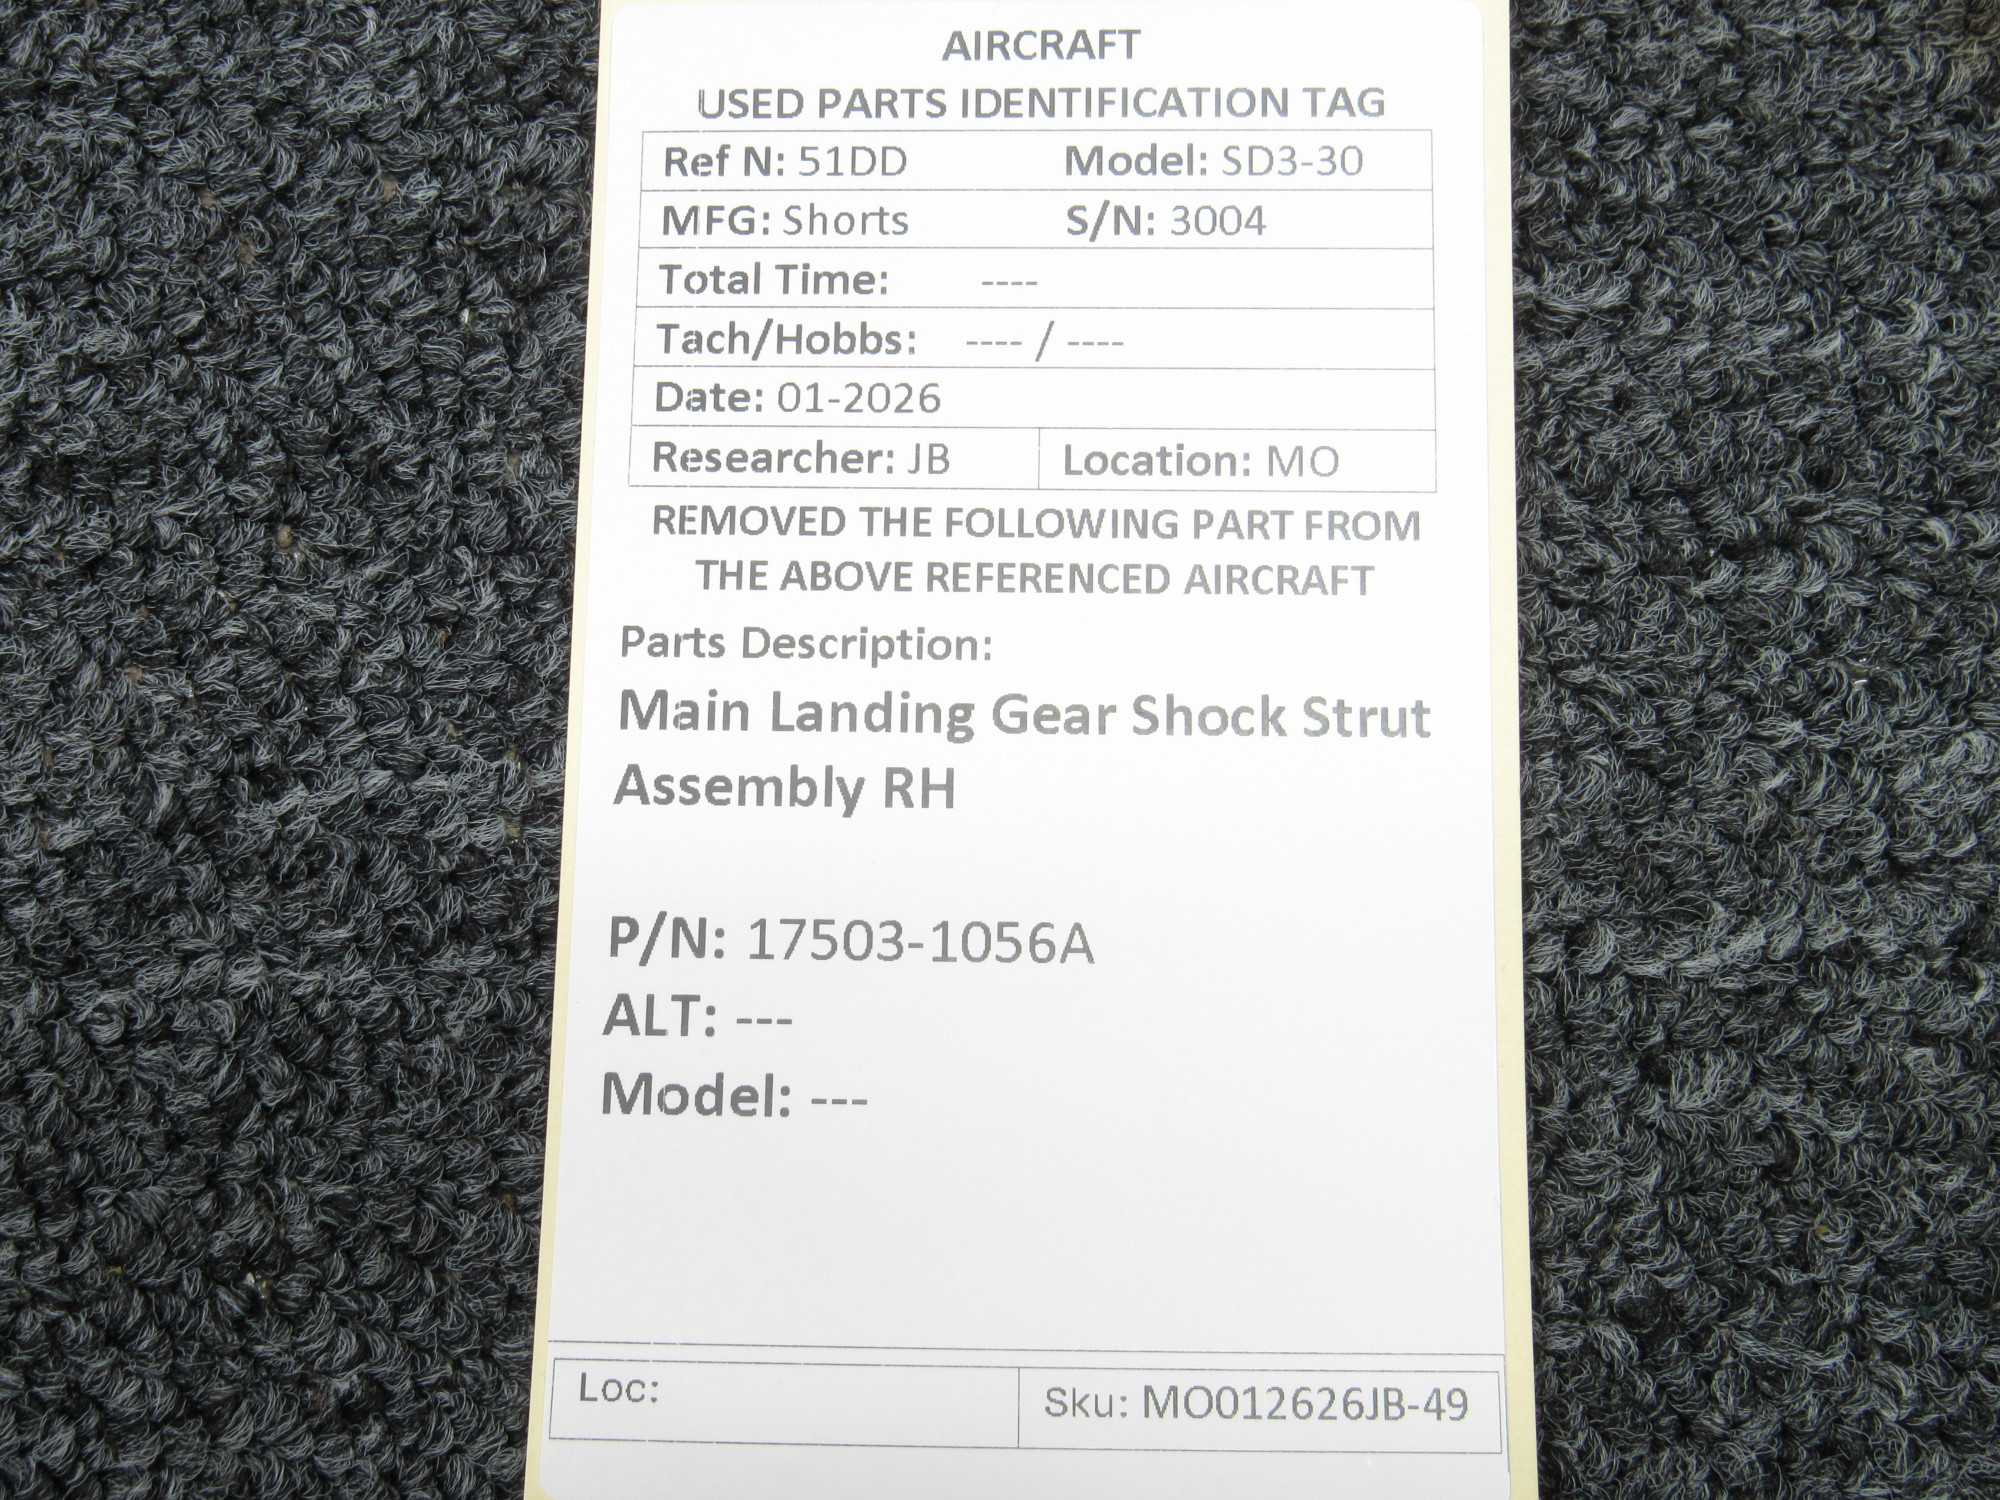 AIRCRAFT
USED PARTS IDENTIFICATION TAG
Ref N: 51DD Model: SD3-30
MFG: Shorts S/N: 3004
Total Time: ----
Tach/Hobbs: ---- / ----
Date: 01-2026
Researcher: JB Location: MO
REMOVED THE FOLLOWING PART FROM
THE ABOVE REFERENCED AIRCRAFT
Parts Description:
Main Landing Gear Shock Strut
Assembly RH
P/N: 17503-1056A
ALT: ---
Model: ---
Loc: Sku: MO012626JB-49